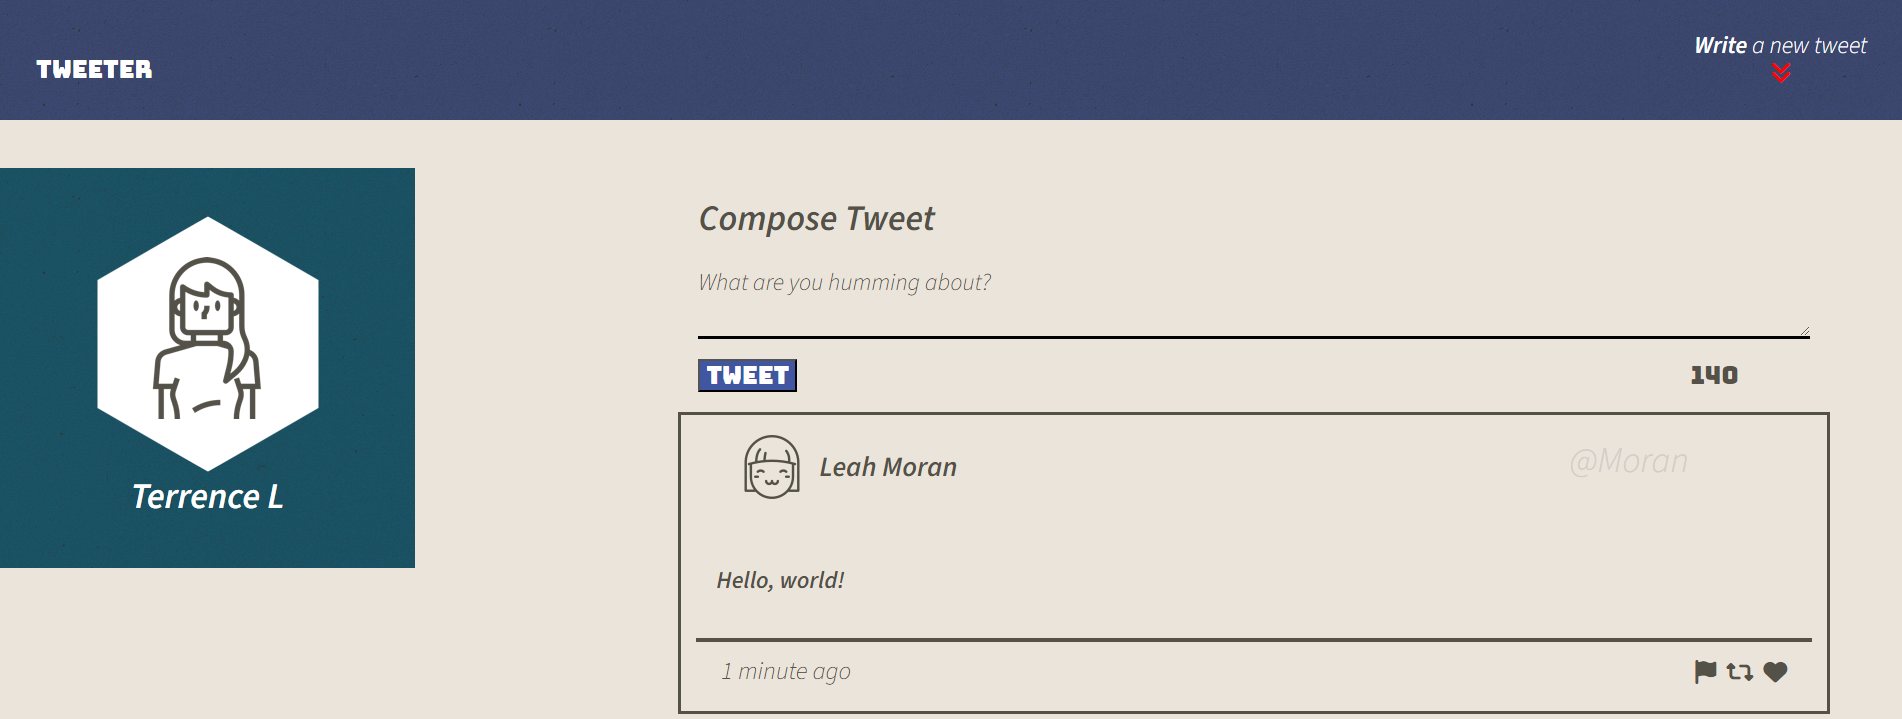 TWEETER
Write a new tweet
Terrence L
Compose Tweet
What are you humming about?
TWEET
140
Leah Moran
@Moran
Hello, world!
1 minute ago